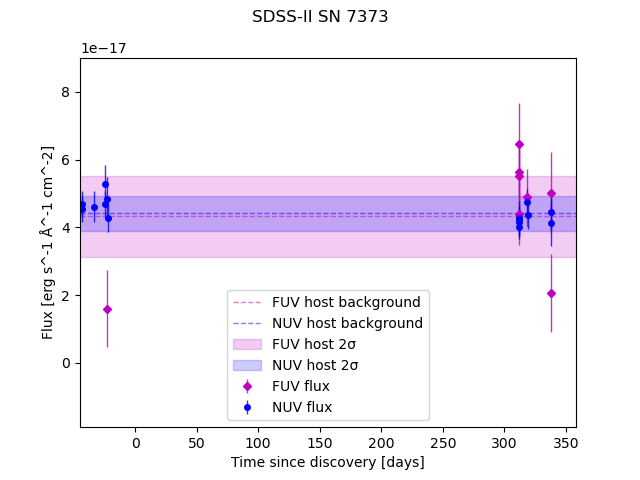 SDSS-II SN 7373
1e−17
8
6
4
2
0
Flux [erg s^-1 Å^-1 cm^-2]
FUV host background
NUV host background
FUV host 2σ
NUV host 2σ
FUV flux
NUV flux
0 50 100 150 200 250 300 350
Time since discovery [days]